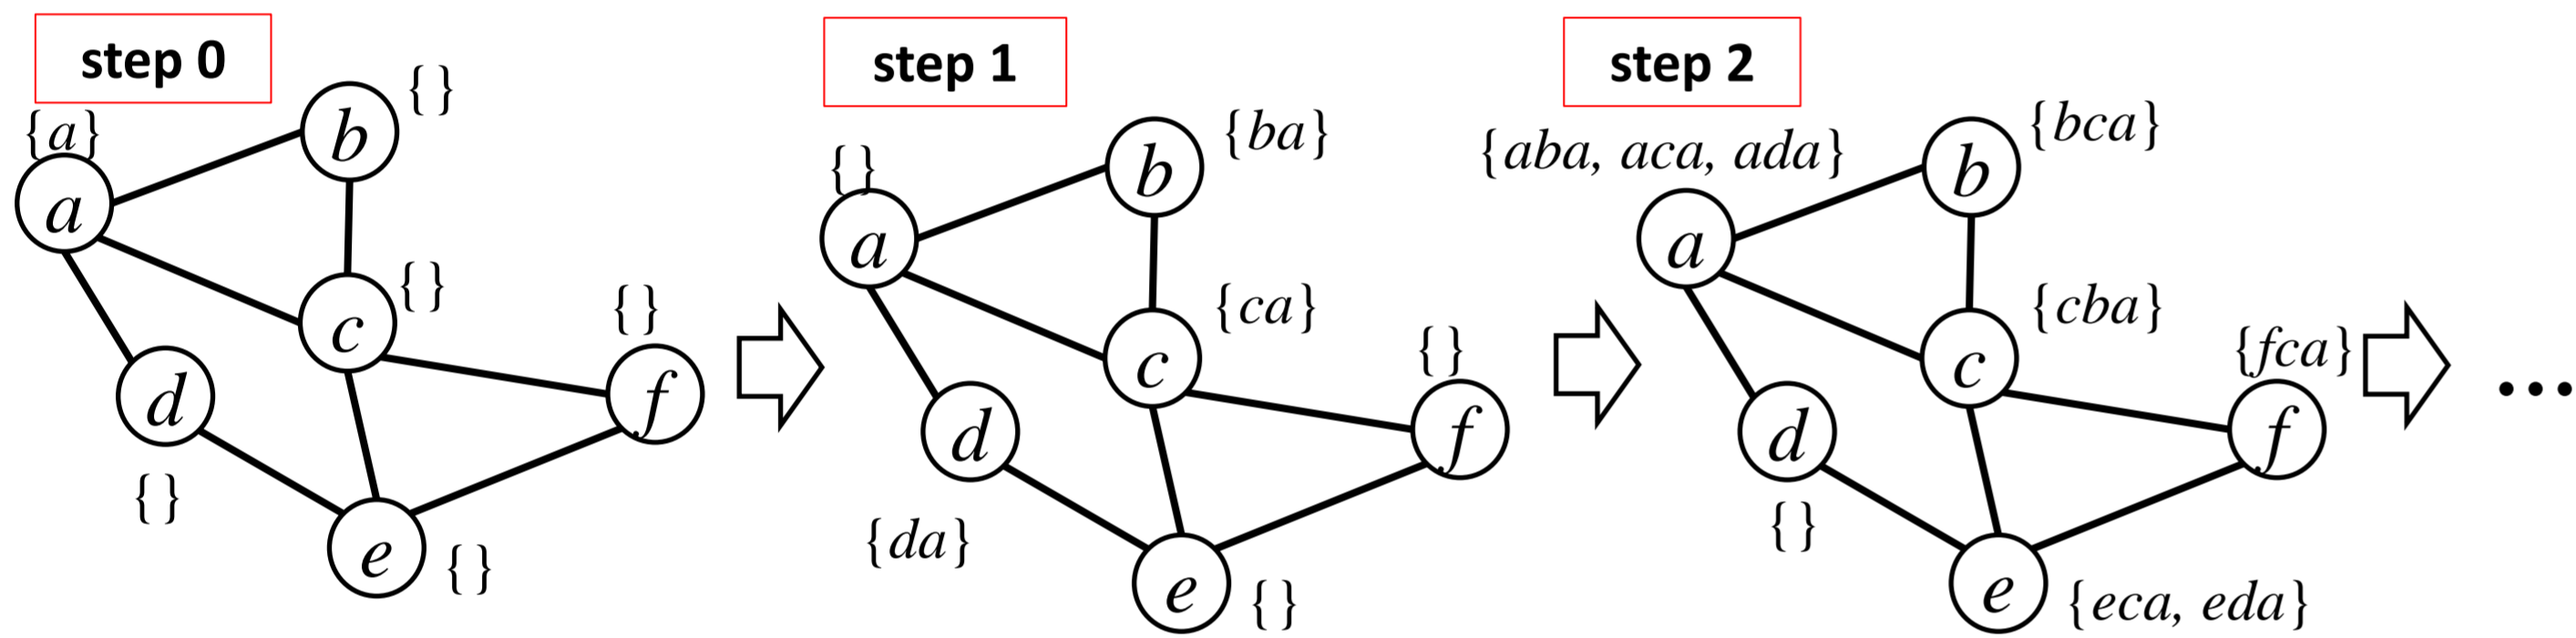 step 0
{}
{a}
b
a
{}
{}
c
d
f
{}
e
{}
step 1
{ba}
{}
b
a
{ca}
{}
c
d
f
{da}
e
{}
step 2
{bca}
{aba, aca, ada}
b
a
{cba}
{fca}
c
...
d
f
{}
e
{eca, eda}